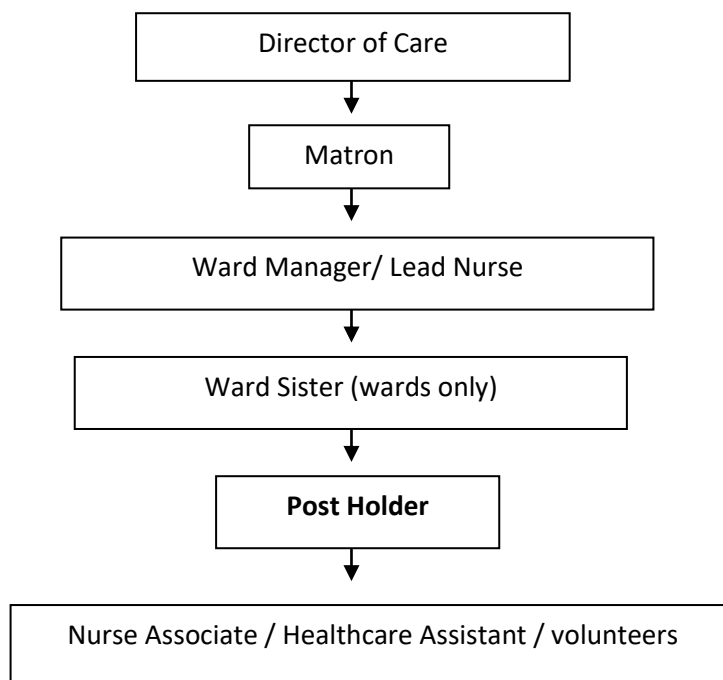 Director of Care
Matron
Ward Manager/ Lead Nurse
Ward Sister (wards only)
Post Holder
Nurse Associate / Healthcare Assistant / volunteers